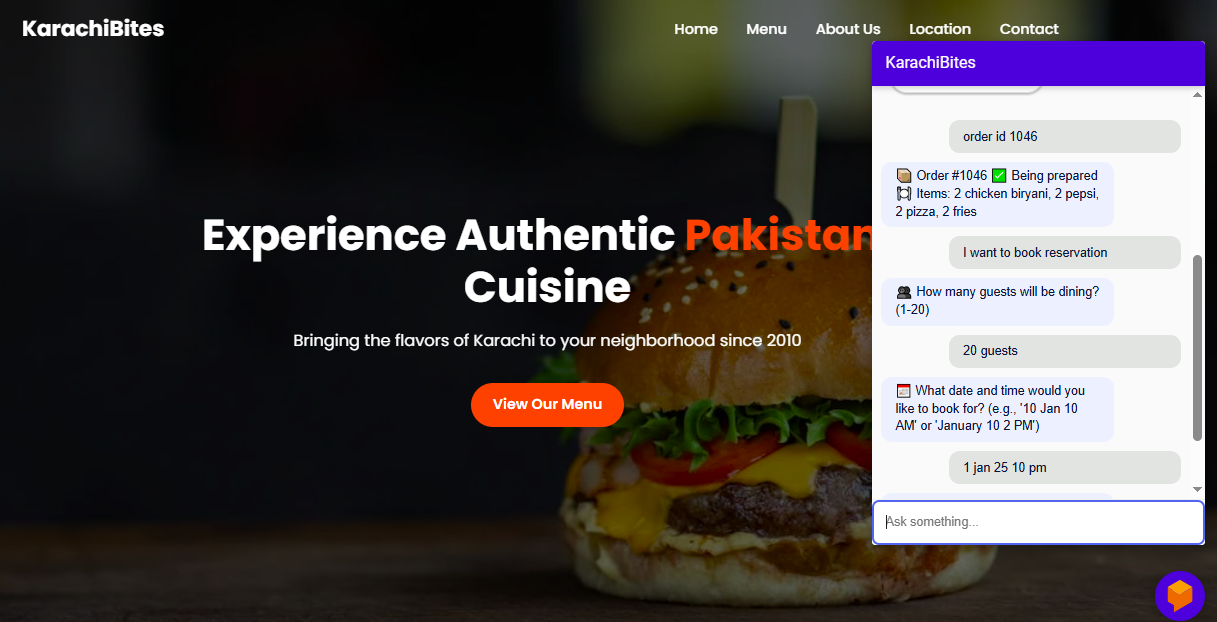 KarachiBites
Home Menu About Us Location Contact
Experience Authentic Pakistan
Cuisine
Bringing the flavors of Karachi to your neighborhood since 2010
View Our Menu
KarachiBites
order id 1046
📦 Order #1046 ✅ Being prepared
🍽️ Items: 2 chicken biryani, 2 pepsi,
2 pizza, 2 fries
I want to book reservation
👥 How many guests will be dining?
(1-20)
20 guests
📅 What date and time would you
like to book for? (e.g., '10 Jan 10
AM' or 'January 10 2 PM')
1 jan 25 10 pm
Ask something...